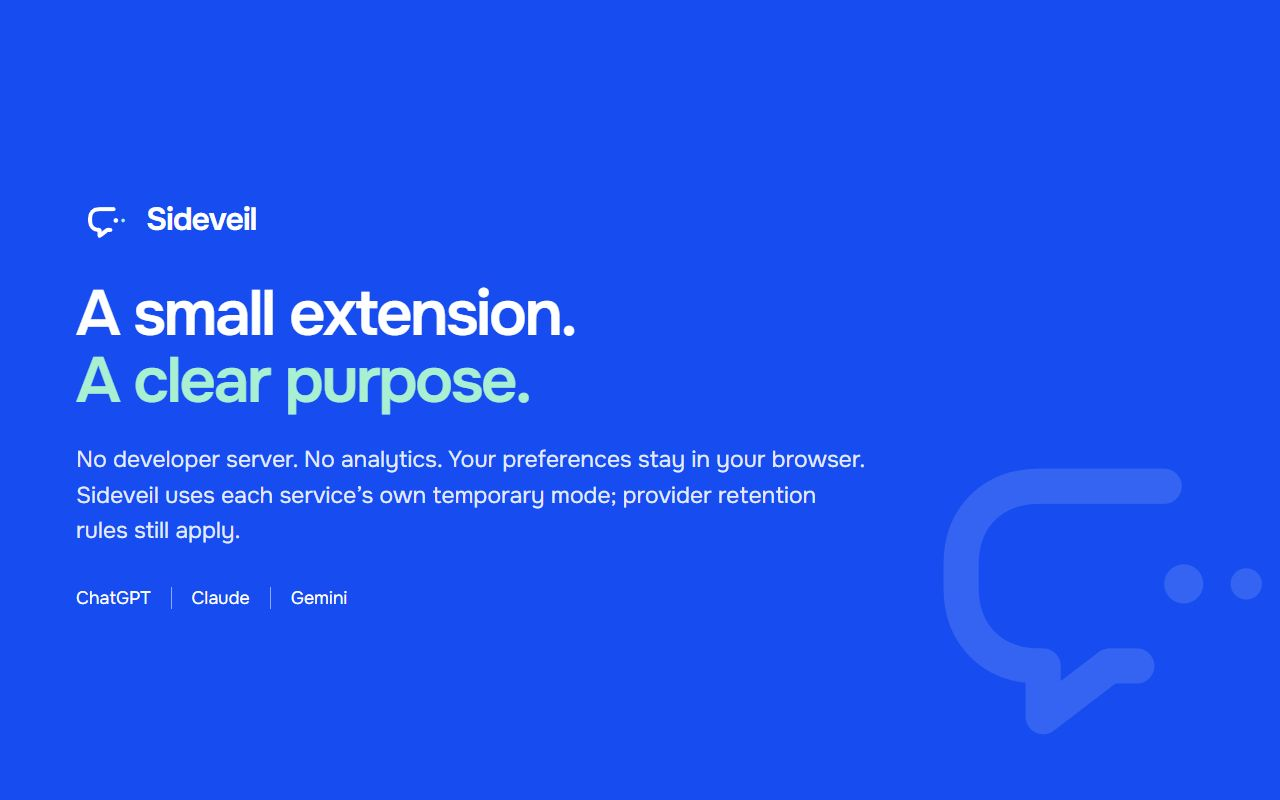 Sideveil
A small extension.
A clear purpose.
No developer server. No analytics. Your preferences stay in your browser.
Sideveil uses each service’s own temporary mode; provider retention
rules still apply.
ChatGPT Claude Gemini